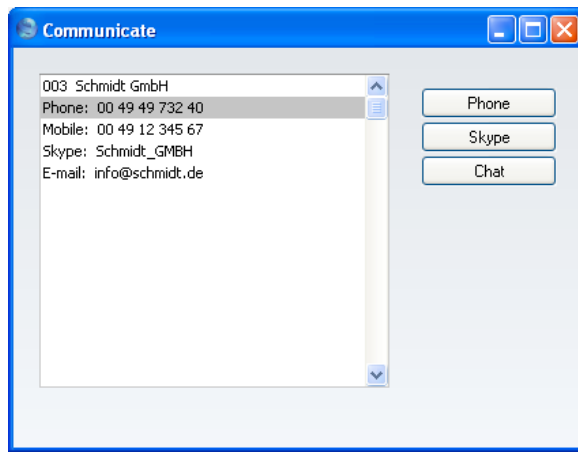 Communicate
003 Schmidt GmbH
Phone: 00 49 49 732 40
Mobile: 00 49 12 345 67
Skype: Schmidt_GMBH
E-mail: info@schmidt.de
Phone
Skype
Chat